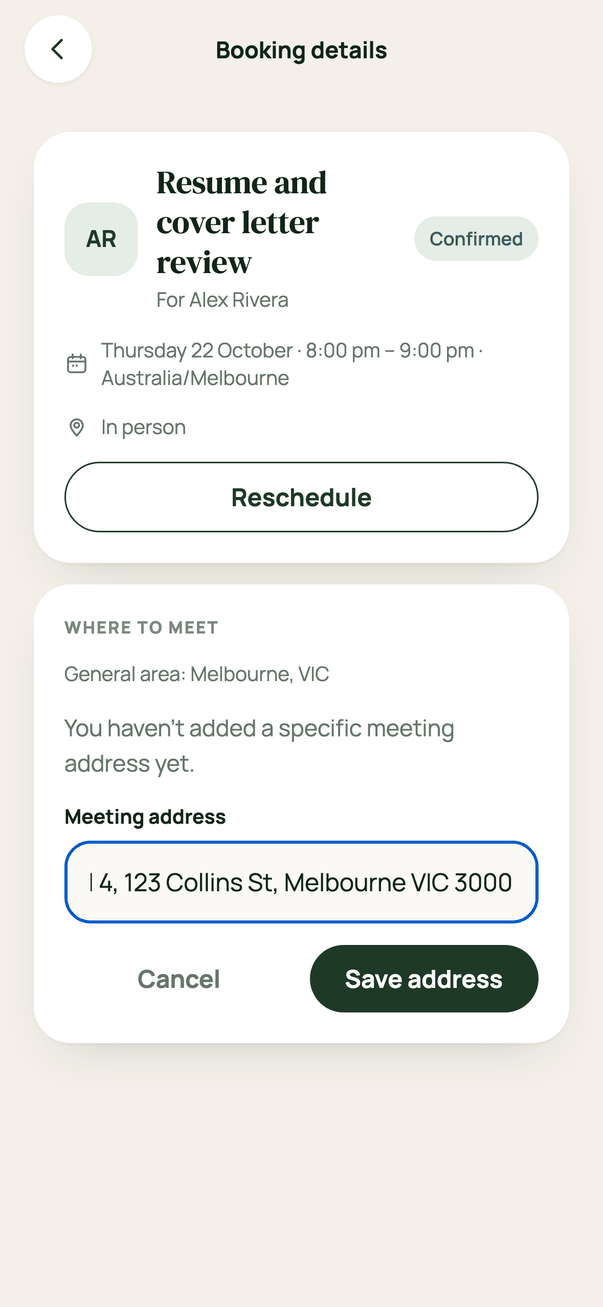 Booking details
AR
Resume and
cover letter
review
Confirmed
For Alex Rivera
Thursday 22 October · 8:00 pm – 9:00 pm ·
Australia/Melbourne
In person
Reschedule
WHERE TO MEET
General area: Melbourne, VIC
You haven’t added a specific meeting
address yet.
Meeting address
4, 123 Collins St, Melbourne VIC 3000
Cancel
Save address